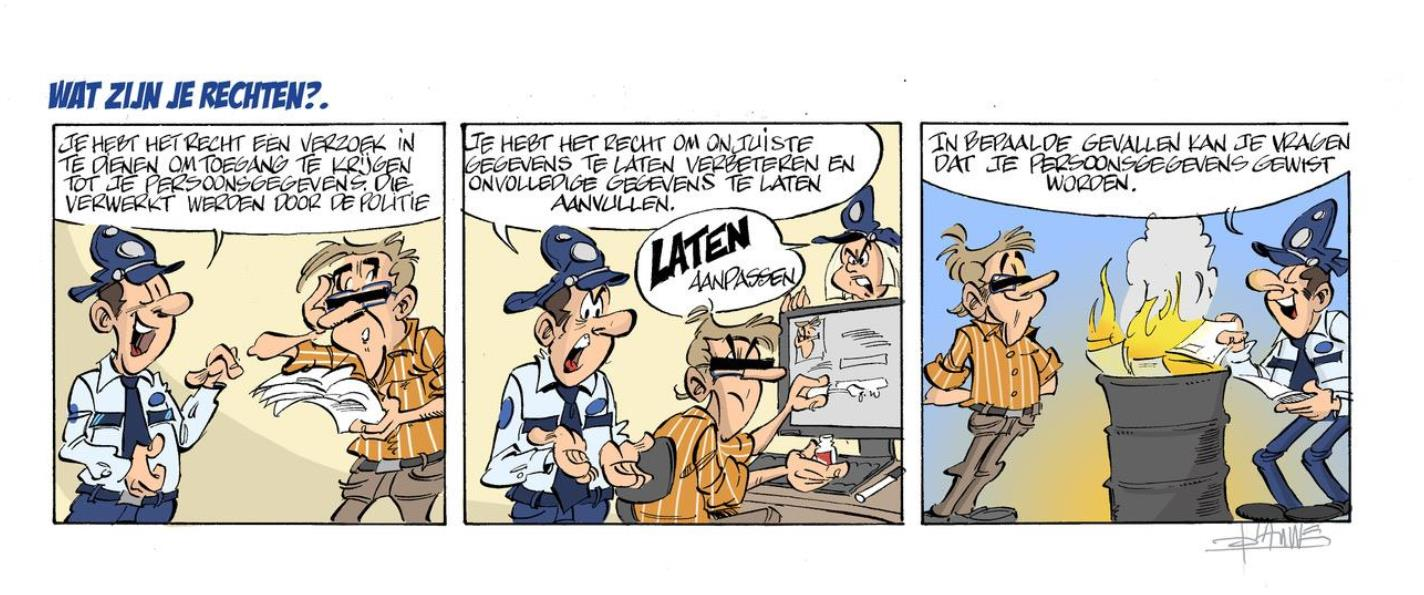 WAT ZIJN JE RECHTEN?.
JE HEBT HET RECHT EEN VERZOEK IN
TE DIENEN OM TOEGANG TE KRIJGEN
TOT JE PERSOONSGEGEVENS. DIE
VERWERKT WERDEN DOOR DE POLITIE
JE HEBT HET RECHT OM ONJUISTE
GEGEVENS TE LATEN VERBETEREN EN
ONVOLLEDIGE GEGEVENS TE LATEN
AANVULLEN.
LATEN
AANPASSEN
IN BEPAALDE GEVALLEN KAN JE VRAGEN
DAT JE PERSOONSGEGEVENS GEWIST
WORDEN.